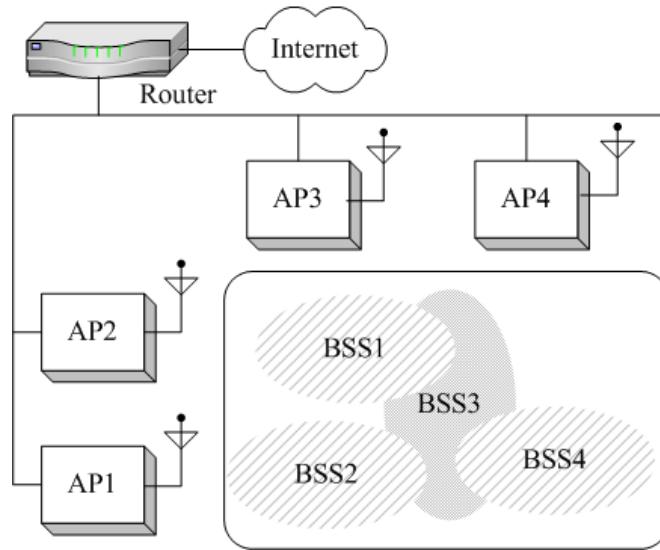 Internet
Router
AP3
AP4
AP2
AP1
BSS1
BSS3
BSS2
BSS4